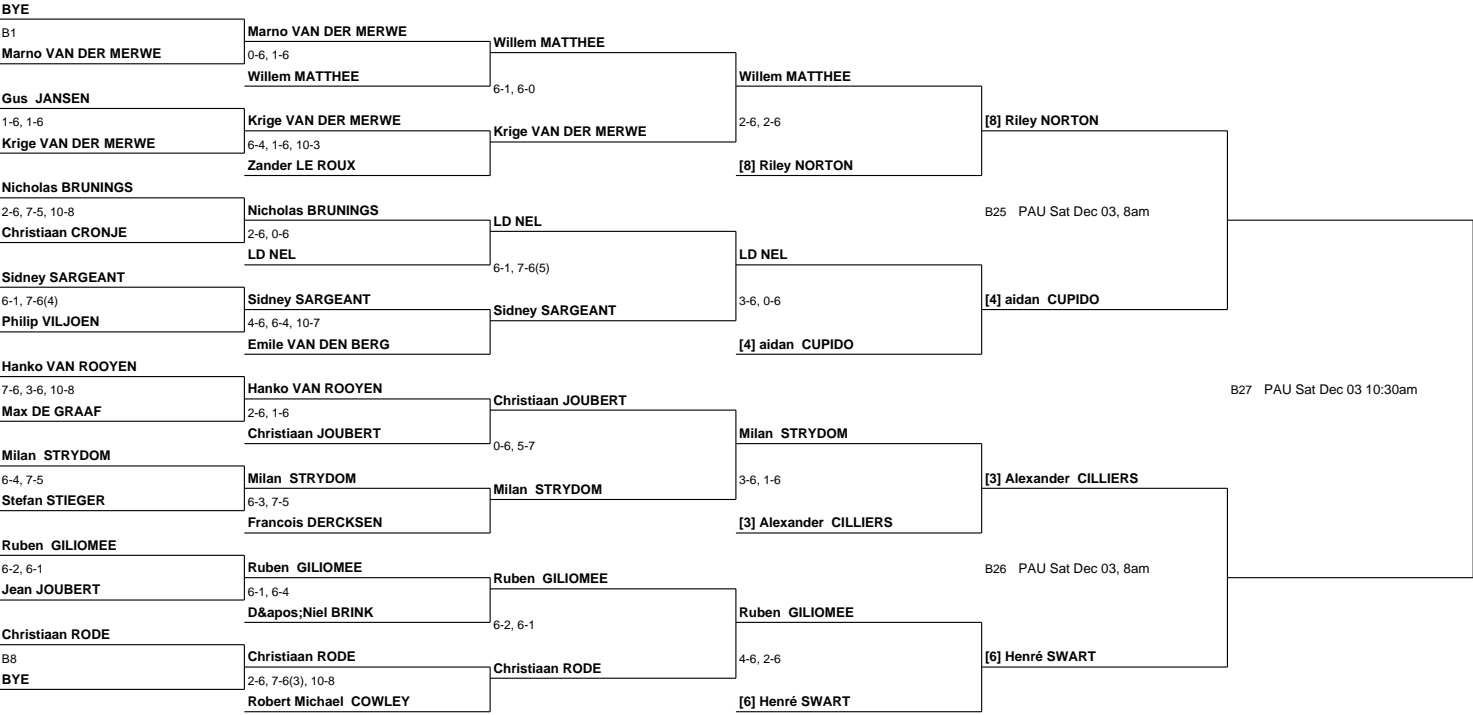 BYE
B1
Marno VAN DER MERWE
Gus  JANSEN
1-6, 1-6
Krige VAN DER MERWE
Nicholas BRUNINGS
2-6, 7-5, 10-8
Christiaan CRONJE
Sidney SARGEANT
6-1, 7-6(4)
Philip VILJOEN
Hanko VAN ROOYEN
7-6, 3-6, 10-8
Max DE GRAAF
Milan  STRYDOM
6-4, 7-5
Stefan STIEGER
Ruben  GILIOMEE
6-2, 6-1
Jean JOUBERT
Christiaan RODE
B8
BYE
Marno VAN DER MERWE
0-6, 1-6
Willem MATTHEE
Krige VAN DER MERWE
6-4, 1-6, 10-3
Zander LE ROUX
Nicholas BRUNINGS
2-6, 0-6
LD NEL
Sidney SARGEANT
4-6, 6-4, 10-7
Emile VAN DEN BERG
Hanko VAN ROOYEN
2-6, 1-6
Christiaan JOUBERT
Milan  STRYDOM
6-3, 7-5
Francois DERCKSEN
Ruben  GILIOMEE
6-1, 6-4
D&apos;Niel BRINK
Christiaan RODE
2-6, 7-6(3), 10-8
Robert Michael  COWLEY
Willem MATTHEE
6-1, 6-0
Krige VAN DER MERWE
LD NEL
6-1, 7-6(5)
Sidney SARGEANT
Christiaan JOUBERT
0-6, 5-7
Milan  STRYDOM
Ruben  GILIOMEE
6-2, 6-1
Christiaan RODE
Willem MATTHEE
2-6, 2-6
[8] Riley NORTON
LD NEL
3-6, 0-6
[4] aidan  CUPIDO
Milan  STRYDOM
3-6, 1-6
[3] Alexander  CILLIERS
Ruben  GILIOMEE
4-6, 2-6
[6] Henré SWART
[8] Riley NORTON
B25   PAU Sat Dec 03, 8am
[4] aidan  CUPIDO
[3] Alexander  CILLIERS
B26   PAU Sat Dec 03, 8am
[6] Henré SWART
B27   PAU Sat Dec 03 10:30am